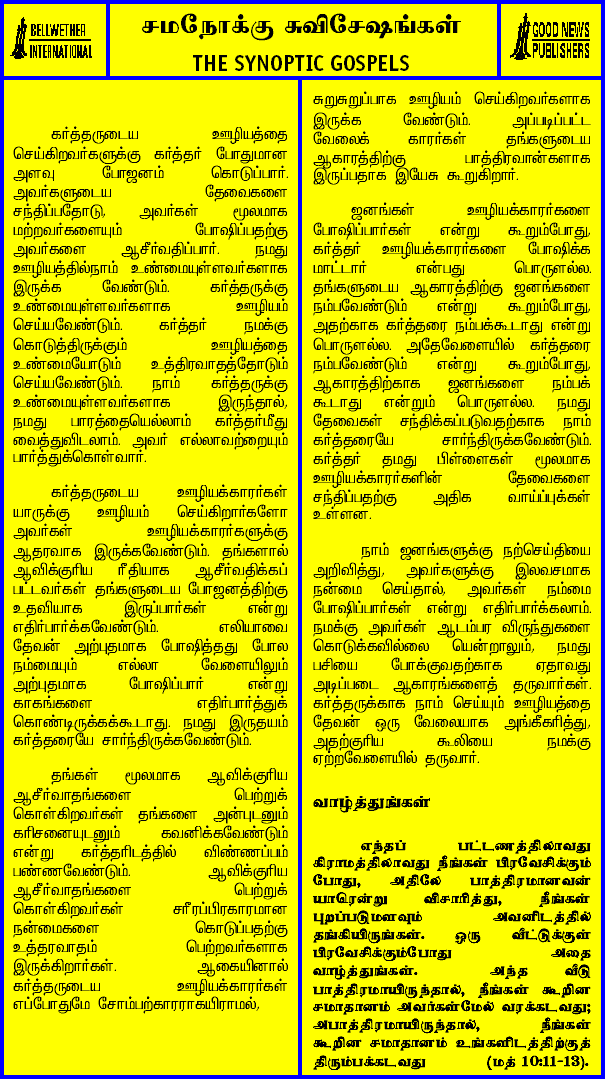 BELLWETHER
INTERNATIONAL
சமநோக்கு சுவிசேஷங்கள்
THE SYNOPTIC GOSPELS
GOOD NEWS
PUBLISHERS
கர்த்தருடைய ஊழியத்தை
செய்கிறவர்களுக்கு கர்த்தர் போதுமான
அளவு போஜனம் கொடுப்பார்.
அவர்களுடைய தேவைகளை
சந்திப்பதோடு, அவர்கள் மூலமாக
மற்றவர்களையும் போஷிப்பதற்கு
அவர்களை ஆசீர்வதிப்பார். நமது
ஊழியத்தில்நாம் உண்மையுள்ளவர்களாக
இருக்க வேண்டும். கர்த்தருக்கு
உண்மையுள்ளவர்களாக ஊழியம்
செய்யவேண்டும். கர்த்தர் நமக்கு
கொடுத்திருக்கும் ஊழியத்தை
உண்மையோடும் உத்திரவாதத்தோடும்
செய்யவேண்டும். நாம் கர்த்தருக்கு
உண்மையுள்ளவர்களாக இருந்தால்,
நமது பாரத்தையெல்லாம் கர்த்தர்மீது
வைத்துவிடலாம். அவர் எல்லாவற்றையும்
பார்த்துக்கொள்வார்.
கர்த்தருடைய ஊழியக்காரர்கள்
யாருக்கு ஊழியம் செய்கிறார்களோ
அவர்கள் ஊழியக்காரர்களுக்கு
ஆதரவாக இருக்கவேண்டும். தங்களால்
ஆவிக்குரிய ரீதியாக ஆசீர்வதிக்கப்
பட்டவர்கள் தங்களுடைய போஜனத்திற்கு
உதவியாக இருப்பார்கள் என்று
எதிர்பார்க்கவேண்டும். எலியாவை
தேவன் அற்புதமாக போஷித்தது போல
நம்மையும் எல்லா வேளையிலும்
அற்புதமாக போஷிப்பார் என்று
காகங்களை எதிர்பார்த்துக்
கொண்டிருக்கக்கூடாது. நமது இருதயம்
கர்த்தரையே சார்ந்திருக்கவேண்டும்.
தங்கள் மூலமாக ஆவிக்குரிய
ஆசீர்வாதங்களை பெற்றுக்
கொள்கிறவர்கள் தங்களை அன்புடனும்
கரிசனையுடனும் கவனிக்கவேண்டும்
என்று கர்த்தரிடத்தில் விண்ணப்பம்
பண்ணவேண்டும். ஆவிக்குரிய
ஆசீர்வாதங்களை பெற்றுக்
கொள்கிறவர்கள் சரீரப்பிரகாரமான
நன்மைகளை கொடுப்பதற்கு
உத்தரவாதம் பெற்றவர்களாக
இருக்கிறார்கள். ஆகையினால்
கர்த்தருடைய ஊழியக்காரர்கள்
எப்போதுமே சோம்பற்காரராகயிராமல்,
சுறுசுறுப்பாக ஊழியம் செய்கிறவர்களாக
இருக்க வேண்டும். அப்படிப்பட்ட
வேலைக் காரர்கள் தங்களுடைய
ஆகாரத்திற்கு பாத்திரவான்களாக
இருப்பதாக இயேசு கூறுகிறார்.
ஜனங்கள் ஊழியக்காரர்களை
போஷிப்பார்கள் என்று கூறும்போது,
கர்த்தர் ஊழியக்காரர்களை போஷிக்க
மாட்டார் என்பது பொருளல்ல.
தங்களுடைய ஆகாரத்திற்கு ஜனங்களை
நம்பவேண்டும் என்று கூறும்போது,
அதற்காக கர்த்தரை நம்பக்கூடாது என்று
பொருளல்ல. அதேவேளையில் கர்த்தரை
நம்பவேண்டும் என்று கூறும்போது,
ஆகாரத்திற்காக ஜனங்களை நம்பக்
கூடாது என்றும் பொருளல்ல. நமது
தேவைகள் சந்திக்கப்படுவதற்காக நாம்
கர்த்தரையே சார்ந்திருக்கவேண்டும்.
கர்த்தர் தமது பிள்ளைகள் மூலமாக
ஊழியக்காரர்களின் தேவைகளை
சந்திப்பதற்கு அதிக வாய்ப்புக்கள்
உள்ளன.
நாம் ஜனங்களுக்கு நற்செய்தியை
அறிவித்து, அவர்களுக்கு இலவசமாக
நன்மை செய்தால், அவர்கள் நம்மை
போஷிப்பார்கள் என்று எதிர்பார்க்கலாம்.
நமக்கு அவர்கள் ஆடம்பர விருந்துகளை
கொடுக்கவில்லை யென்றாலும், நமது
பசியை போக்குவதற்காக ஏதாவது
அடிப்படை ஆகாரங்களைத் தருவார்கள்.
கர்த்தருக்காக நாம் செய்யும் ஊழியத்தை
தேவன் ஒரு வேலையாக அங்கீகரித்து,
அதற்குரிய கூலியை நமக்கு
ஏற்றவேளையில் தருவார்.
வாழ்த்துங்கள்
எந்தப் பட்டணத்திலாவது
கிராமத்திலாவது நீங்கள் பிரவேசிக்கும்
போது, அதிலே பாத்திரமானவன்
யாரென்று விசாரித்து, நீங்கள்
புறப்படுமளவும் அவனிடத்தில்
தங்கியிருங்கள். ஒரு வீட்டுக்குள்
பிரவேசிக்கும்போது அதை
வாழ்த்துங்கள். அந்த வீடு
பாத்திரமாயிருந்தால், நீங்கள் கூறின
சமாதானம் அவர்கள்மேல் வரக்கடவது;
அபாத்திரமாயிருந்தால், நீங்கள்
கூறின சமாதானம் உங்களிடத்திற்குத்
திரும்பக்கடவது (மத் 10:11-13).